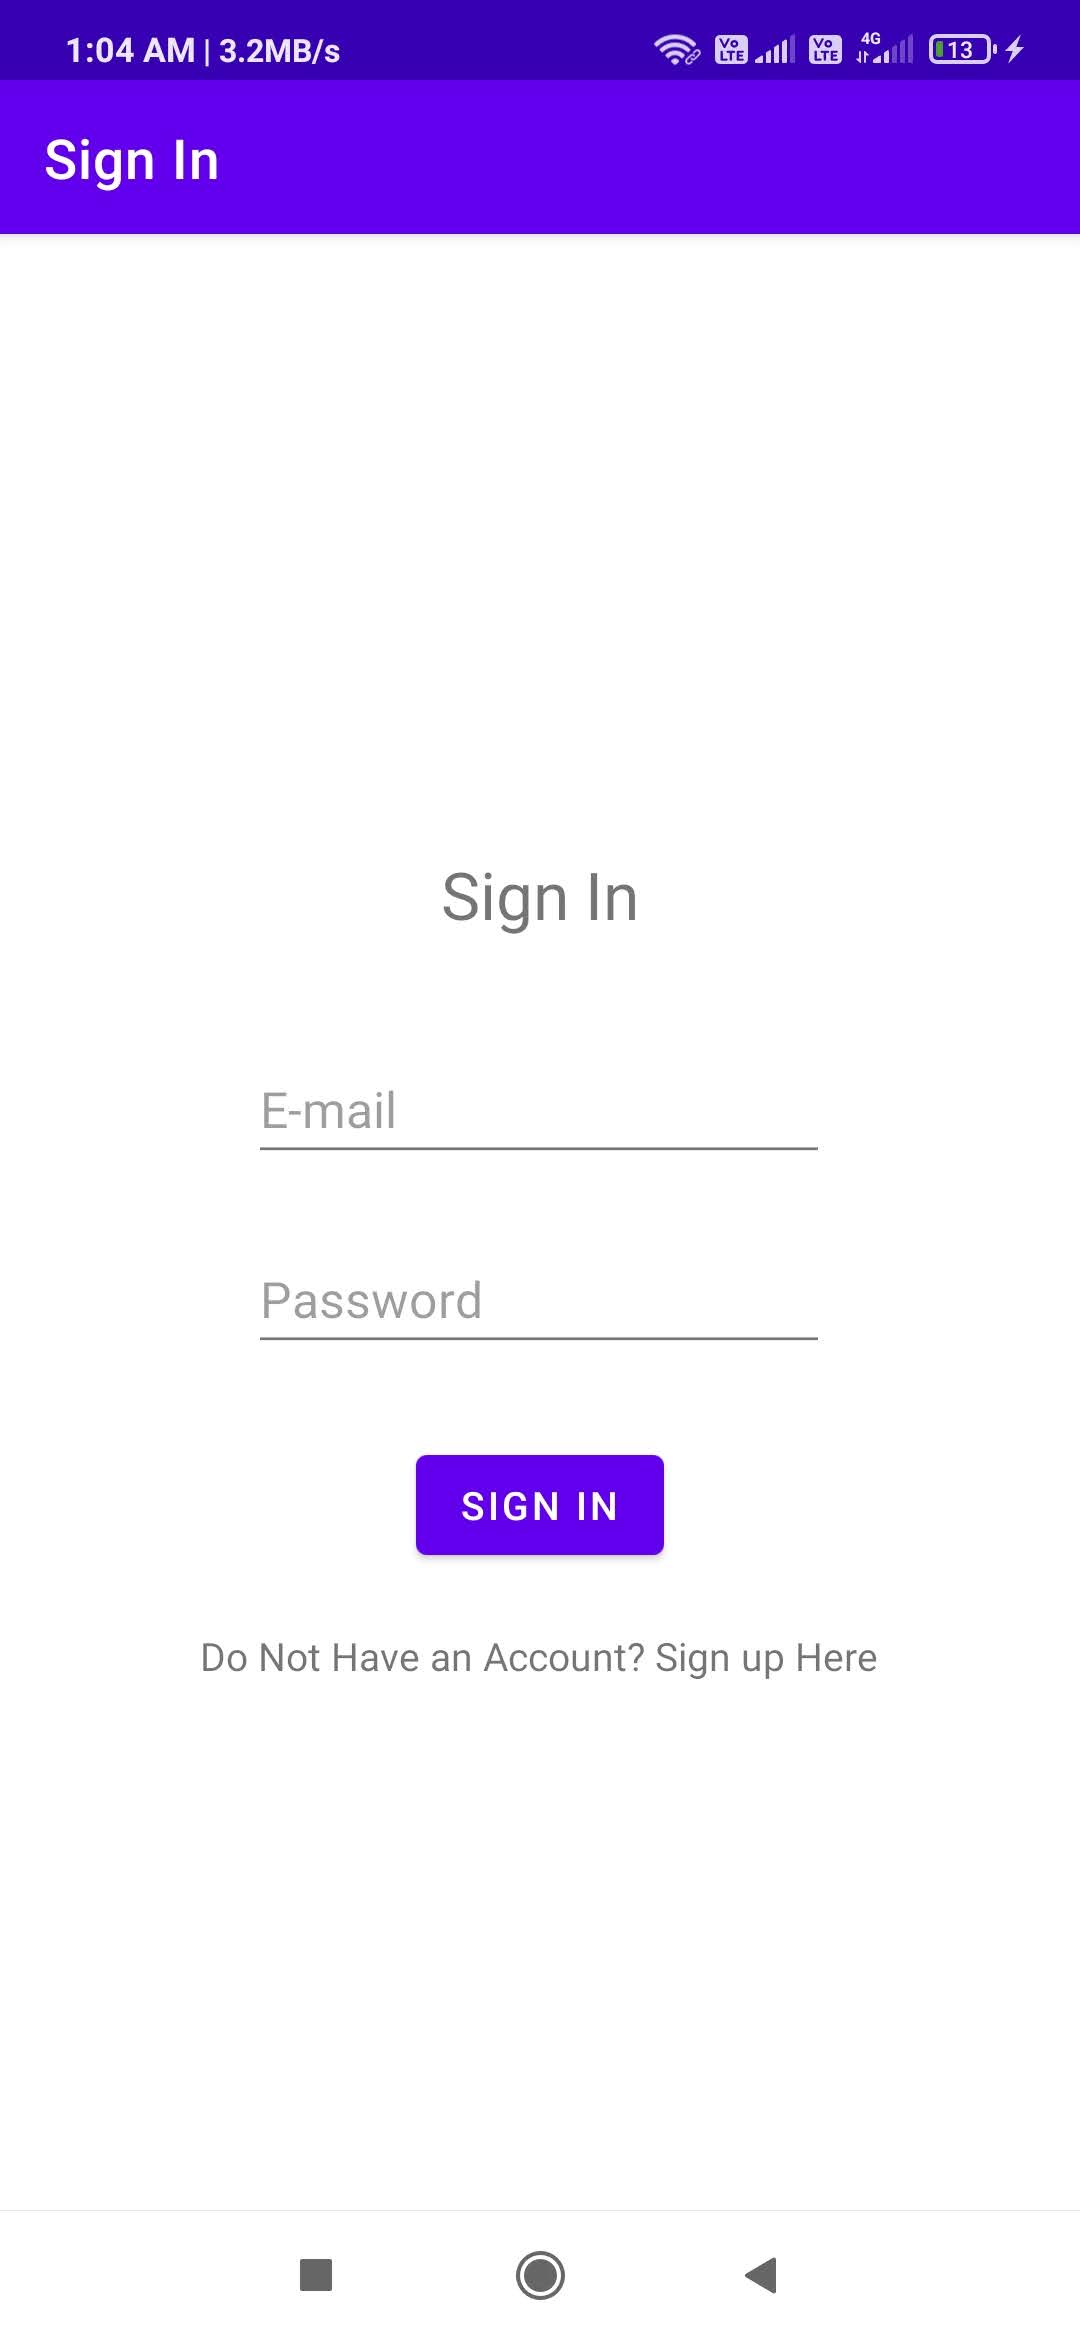 1:04 AM | 3.2MB/s Vo LTE Vo LTE 4G 13
Sign In
Sign In
E-mail
Password
SIGN IN
Do Not Have an Account? Sign up Here